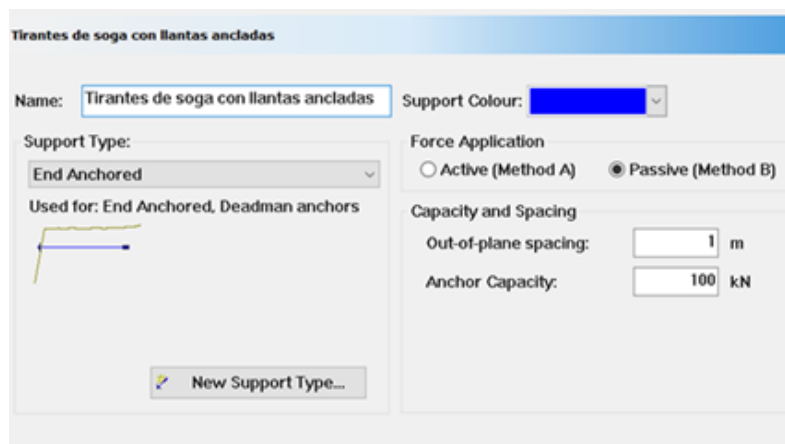 Tirantes de soga con llantas ancladas
Name: Tirantes de soga con llantas ancladas Support Colour:
Support Type:
End Anchored
Used for: End Anchored, Deadman anchors
New Support Type...
Force Application
Active (Method A) Passive (Method B)
Capacity and Spacing
Out-of-plane spacing: 1 m
Anchor Capacity: 100 kN